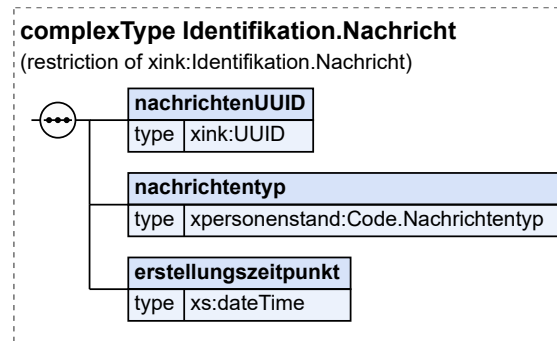 complexType Identifikation.Nachricht
(restriction of xink:Identifikation.Nachricht)
nachrichtenUUID
type xink:UUID
nachrichtentyp
type xpersonenstand:Code.Nachrichtentyp
erstellungszeitpunkt
type xs:dateTime